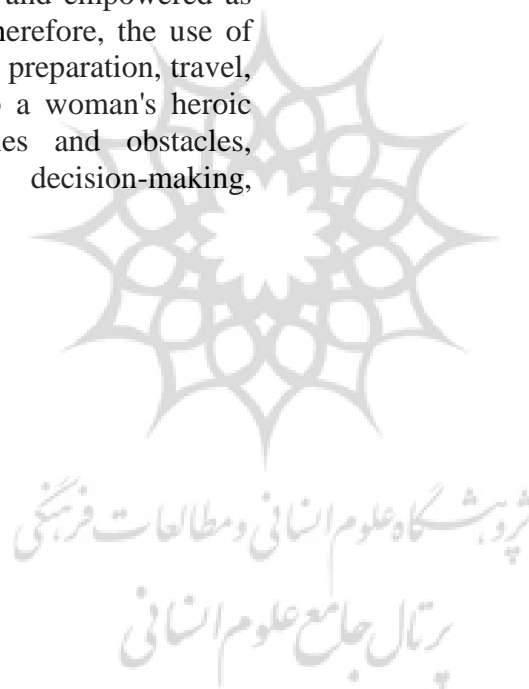 and empowered as
herefore, the use of
preparation, travel,
a woman's heroic
es and obstacles,
decision-making,
پژوهشگاه علوم انسانی و مطالعات فرهنگی
پرتال جامع علوم انسانی